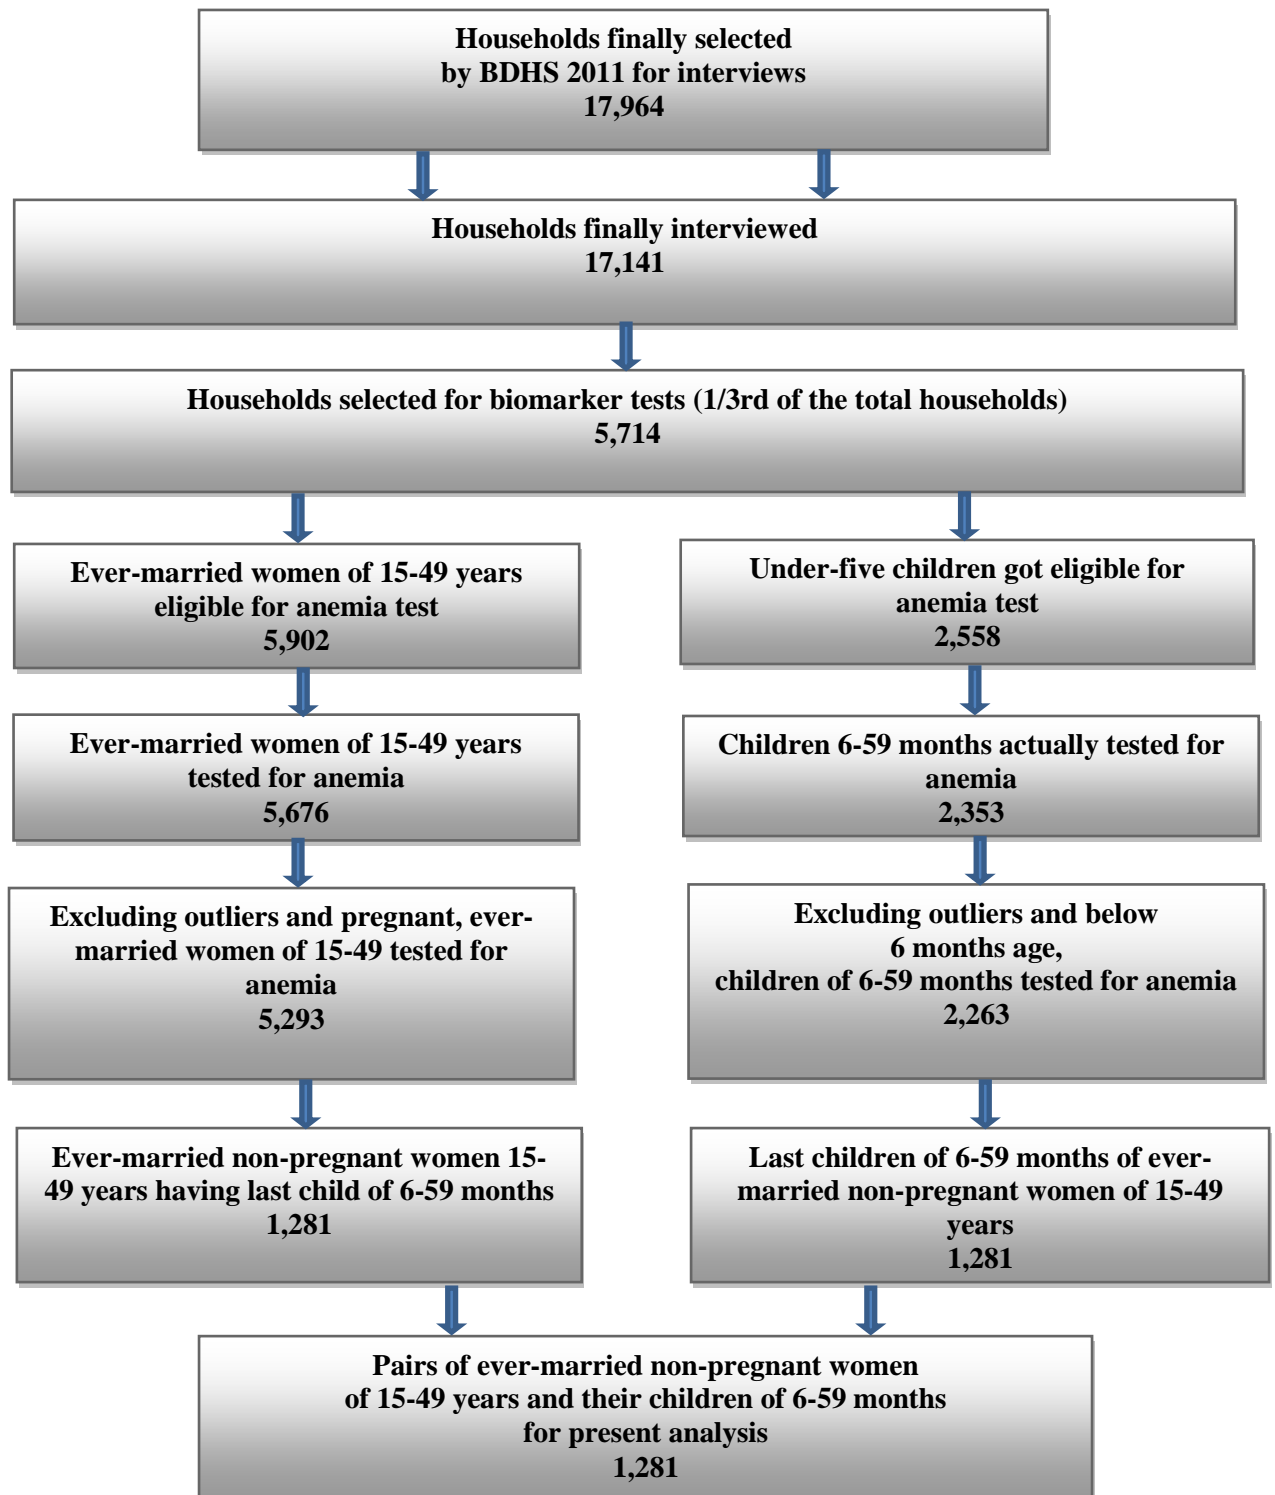 Households finally selected
by BDHS 2011 for interviews
17,964
Households finally interviewed
17,141
Households selected for biomarker tests (1/3rd of the total households)
5,714
Ever-married women of 15-49 years
eligible for anemia test
5,902
Under-five children got eligible for
anemia test
2,558
Ever-married women of 15-49 years
tested for anemia
5,676
Children 6-59 months actually tested for
anemia
2,353
Excluding outliers and pregnant, ever-
married women of 15-49 tested for
anemia
5,293
Excluding outliers and below
6 months age,
children of 6-59 months tested for anemia
2,263
Ever-married non-pregnant women 15-
49 years having last child of 6-59 months
1,281
Last children of 6-59 months of ever-
married non-pregnant women of 15-49
years
1,281
Pairs of ever-married non-pregnant women
of 15-49 years and their children of 6-59 months
for present analysis
1,281